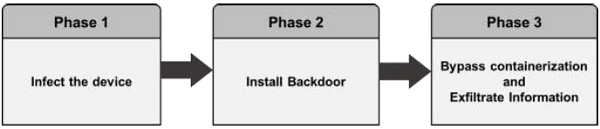 Phase 1
Infect the device
Phase 2
Install Backdoor
Phase 3
Bypass containerization
and
Exfiltrate Information